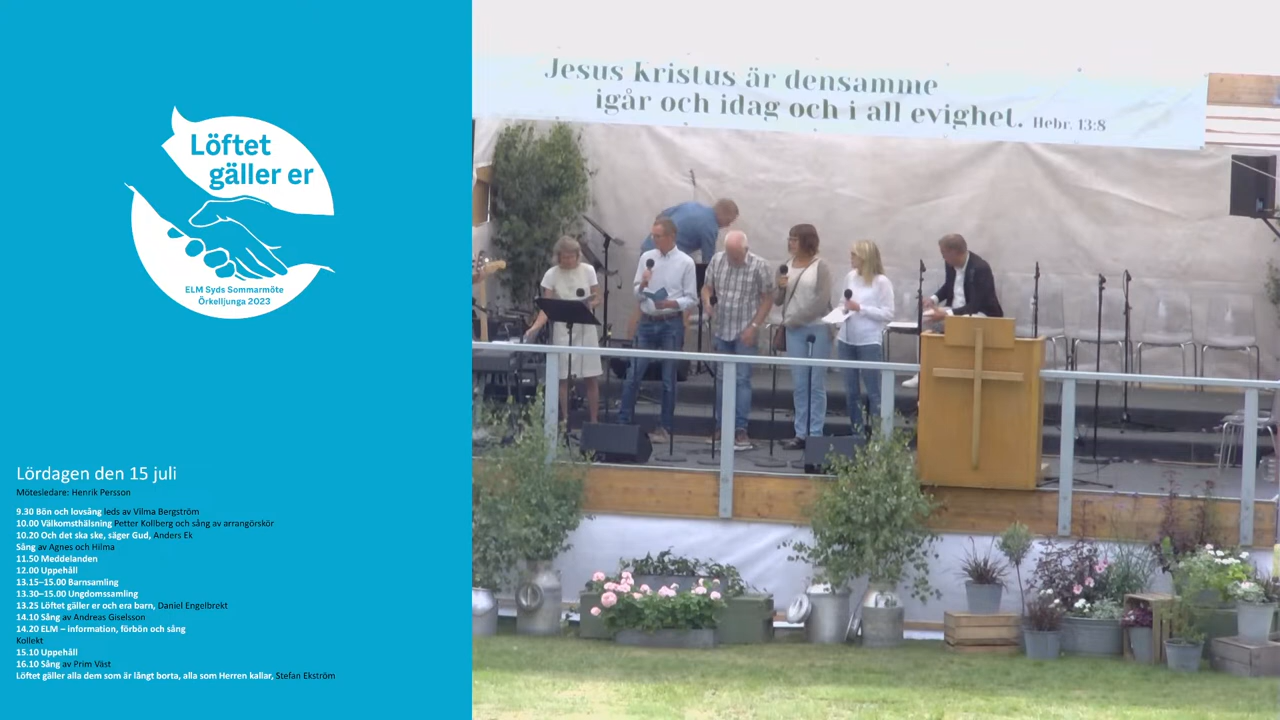 Löftet
gäller er
ELM Syds Sommarmöte
Örkelljunga 2023
Lördagen den 15 juli
Mötesledare: Henrik Persson
9.30 Bön och lovsång leds av Vilma Bergström
10.00 Välkomsthälsning Petter Kollberg och sång av arrangörskör
10.20 Och det ska ske, säger Gud, Anders Ek
Sång av Agnes och Hilma
11.50 Meddelanden
12.00 Uppehåll
13.15–15.00 Barnsamling
13.30–15.00 Ungdomssamling
13.25 Löftet gäller er och era barn, Daniel Engelbrekt
14.10 Sång av Andreas Giselsson
14.20 ELM – information, förbön och sång
Kollekt
15.10 Uppehåll
16.10 Sång av Prim Väst
Löftet gäller alla dem som är långt borta, alla som Herren kallar, Stefan Ekström
Jesus Kristus är densamme
igår och idag och i all evighet. Hebr. 13:8